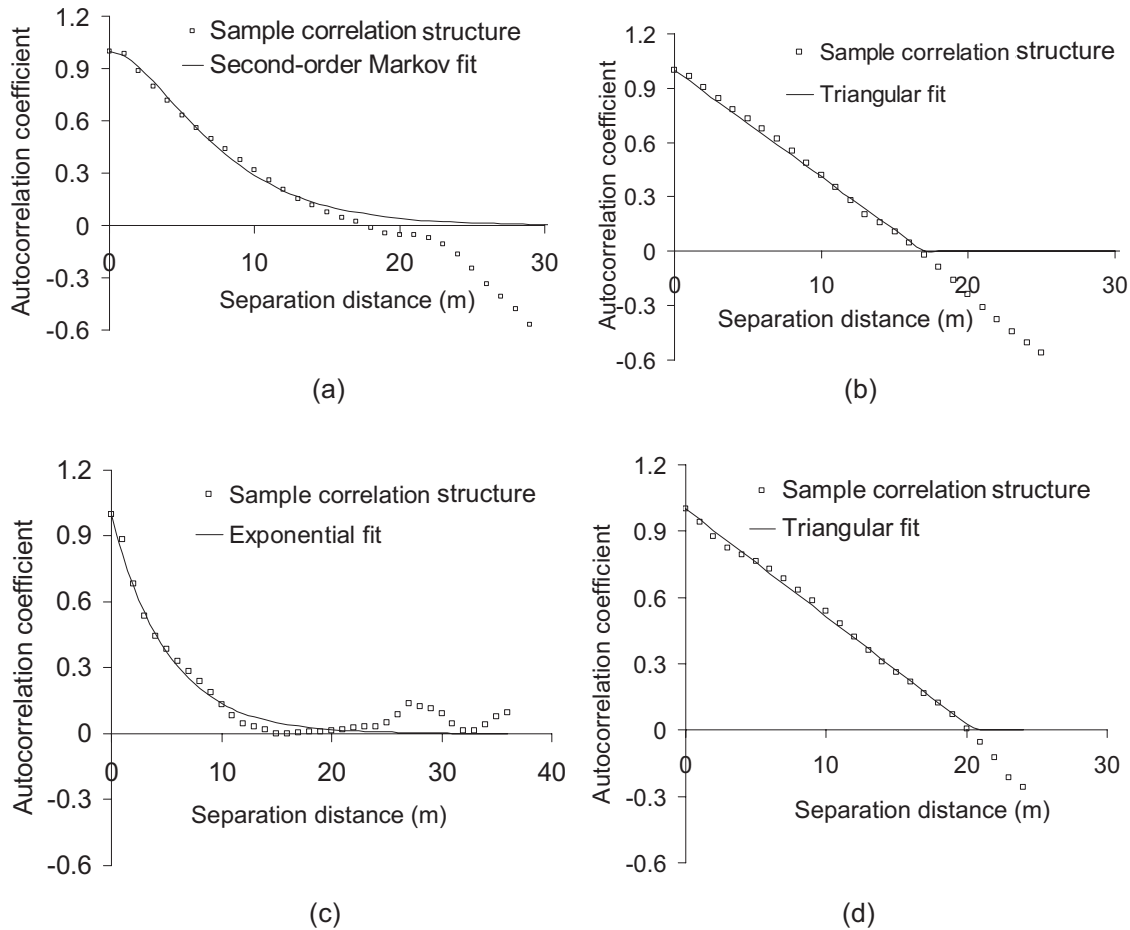 1.2
0.9
0.6
0.3
0
-0.3
-0.6
Autocorrelation coefficient
Sample correlation structure
Second-order Markov fit
0
10
20
30
Separation distance (m)
(a)
1.2
0.9
0.6
0.3
0
-0.3
-0.6
Autocorrelation coefficient
Sample correlation structure
Triangular fit
0
10
20
30
Separation distance (m)
(b)
1.2
0.9
0.6
0.3
0
-0.3
-0.6
Autocorrelation coefficient
Sample correlation structure
Exponential fit
0
10
20
30
40
Separation distance (m)
(c)
1.2
0.9
0.6
0.3
0
-0.3
-0.6
Autocorrelation coefficient
Sample correlation structure
Triangular fit
0
10
20
30
Separation distance (m)
(d)